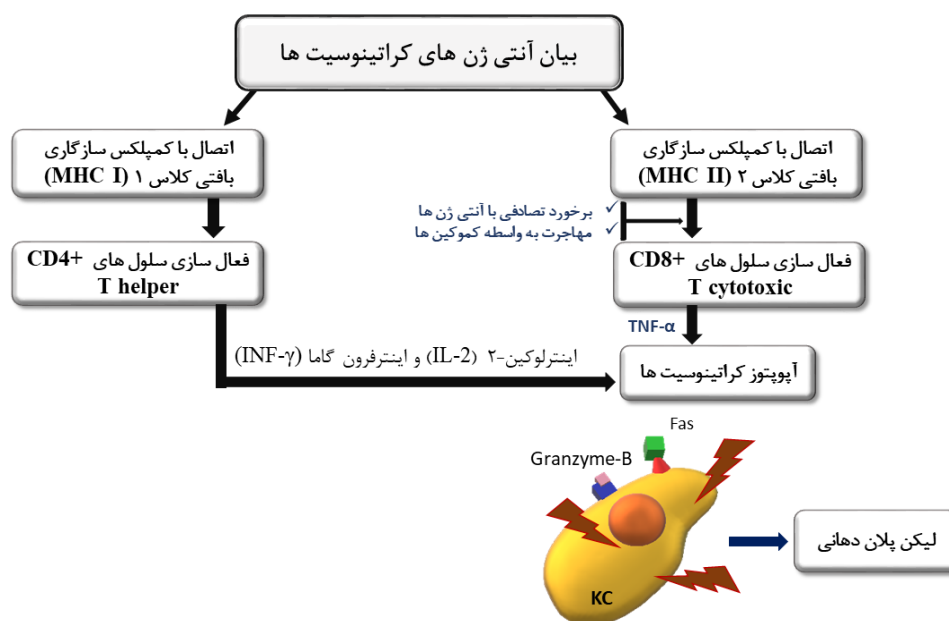 بیان آنتی ژن های کراتینوسیت ها
اتصال با کمپلکس سازگاری
بافتی کلاس ۲ (MHC II)
اتصال با کمپلکس سازگاری
بافتی کلاس ۱ (MHC I)
✓ برخورد تصادفی با آنتی ژن ها
✓ مهاجرت به واسطه کموکین ها
فعال سازی سلول های CD8+
T cytotoxic
فعال سازی سلول های CD4+
T helper
TNF-α
اینترلوکین-۲ (IL-2) و اینترفرون گاما (INF-γ)
آپوپتوز کراتینوسیت ها
Fas
Granzyme-B
KC
لیکن پلان دهانی